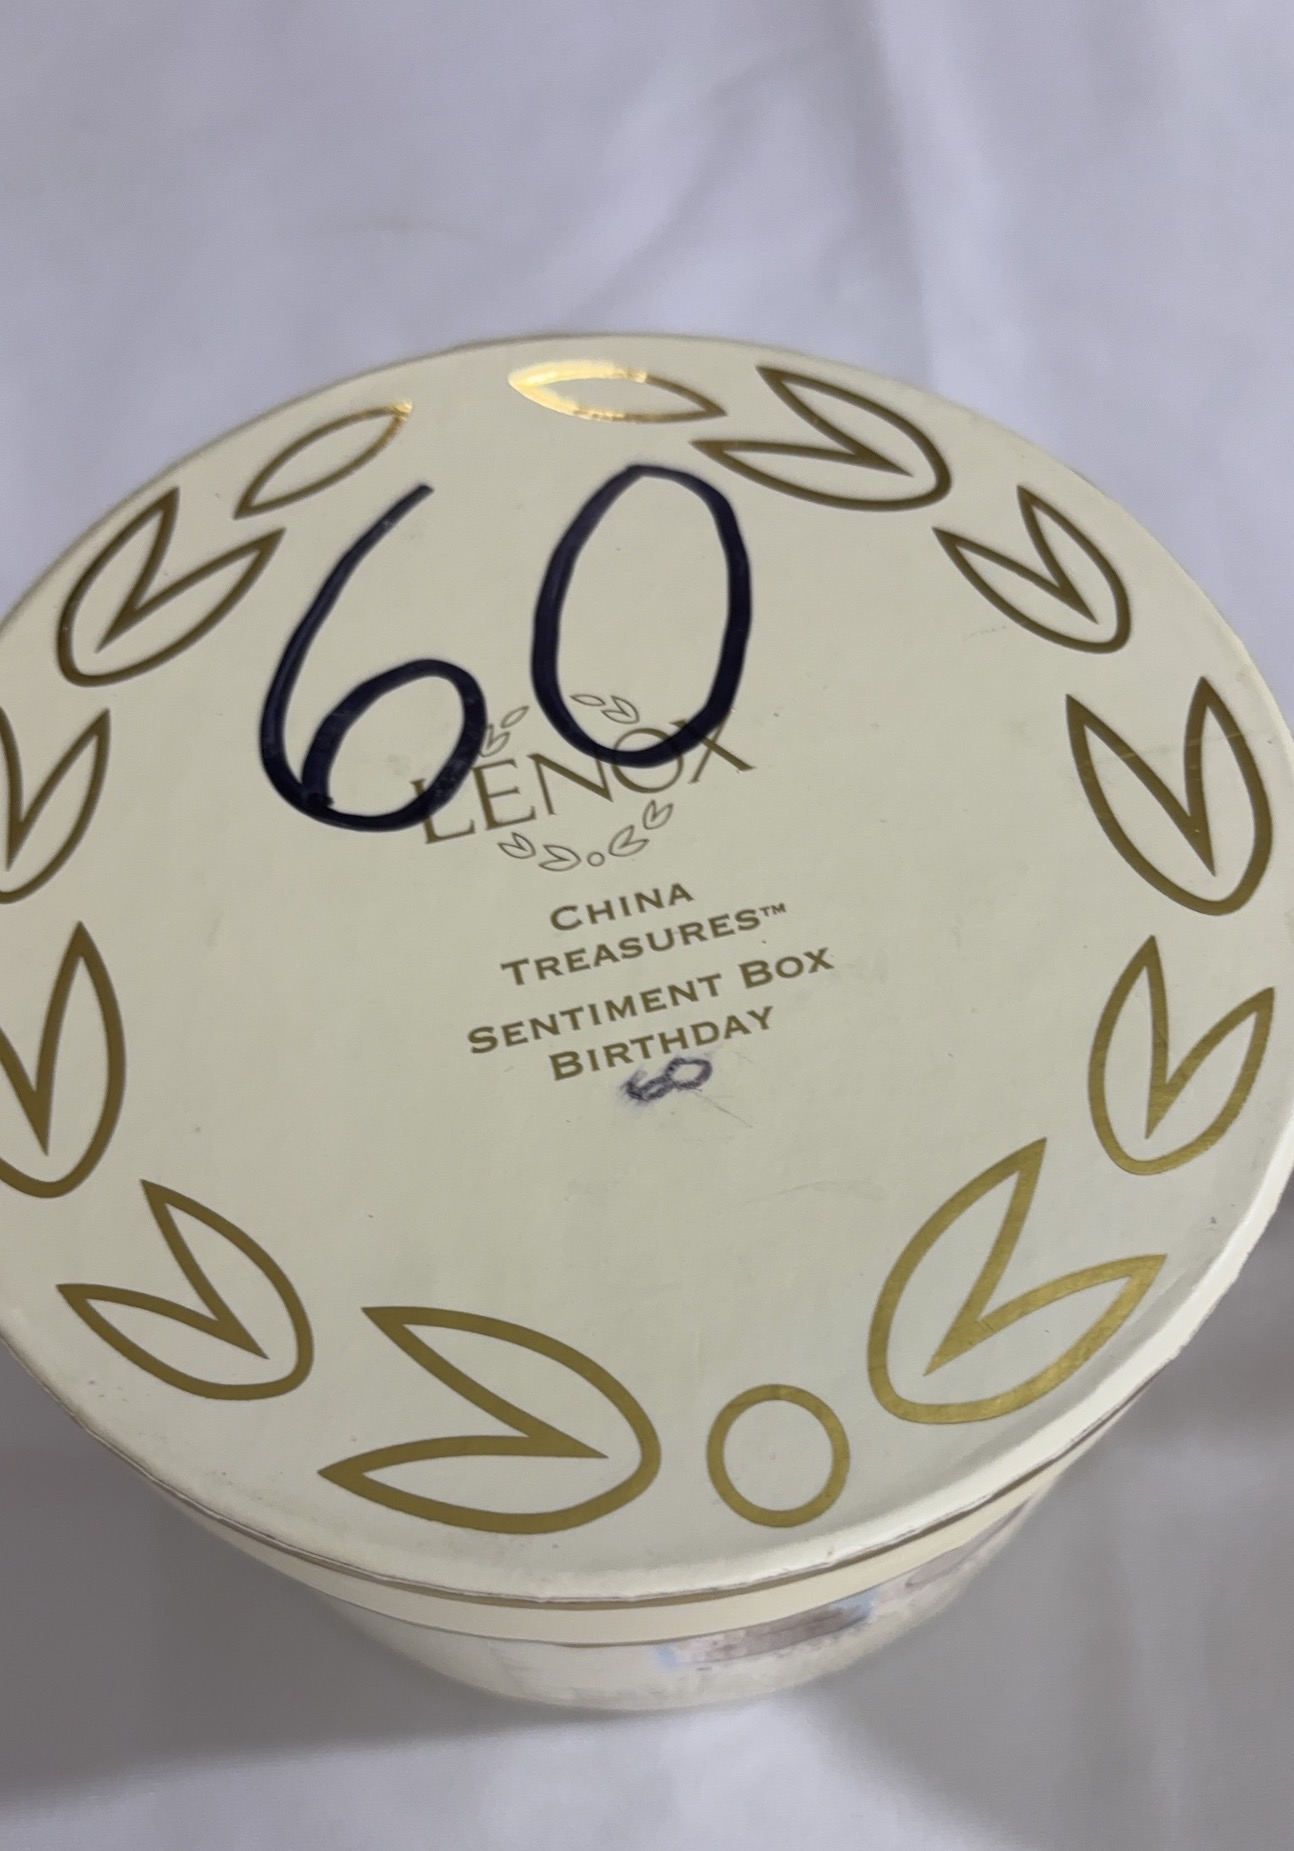 60
LENOX
CHINA
TREASURES™
SENTIMENT BOX
BIRTHDAY
60